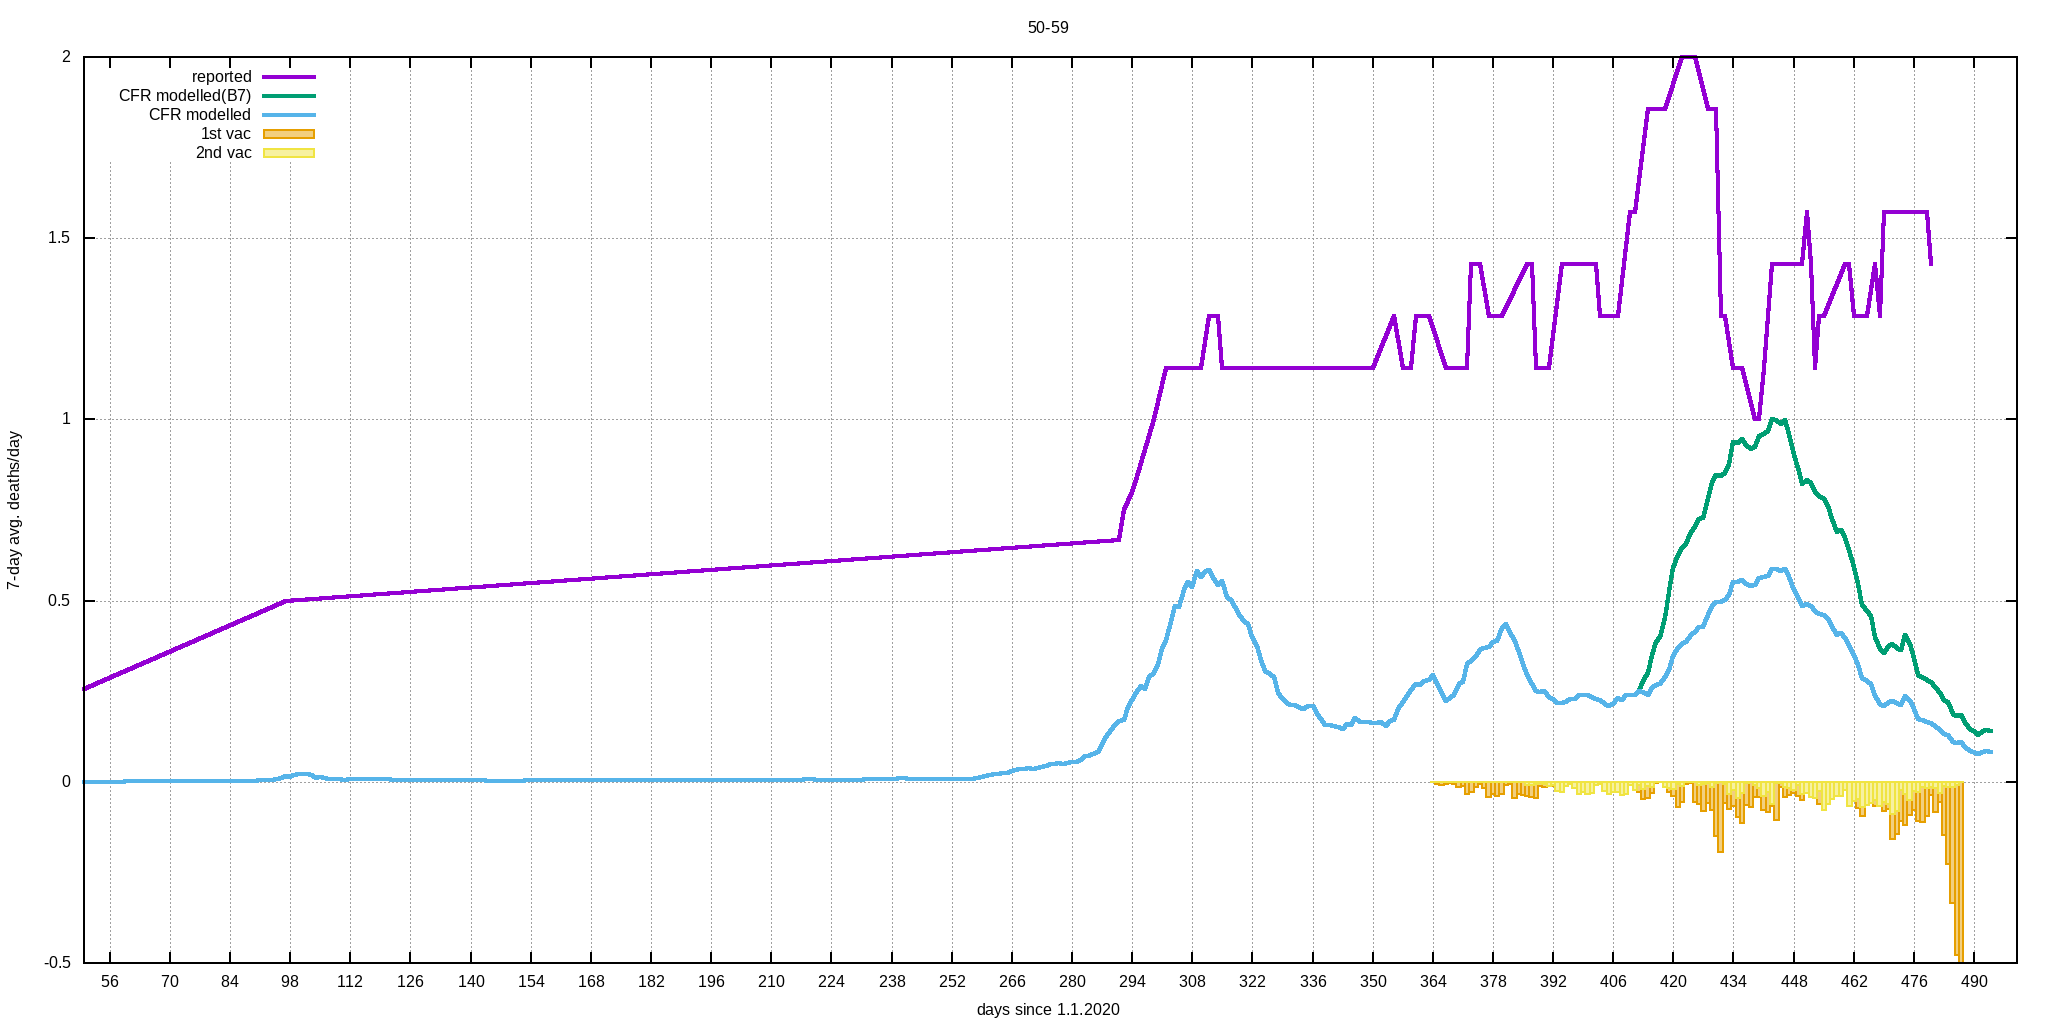 50-59
reported
CFR modelled(B7)
CFR modelled
1st vac
2nd vac
2
1.5
1
0.5
0
-0.5
7-day avg. deaths/day
56 70 84 98 112 126 140 154 168 182 196 210 224 238 252 266 280 294 308 322 336 350 364 378 392 406 420 434 448 462 476 490
days since 1.1.2020